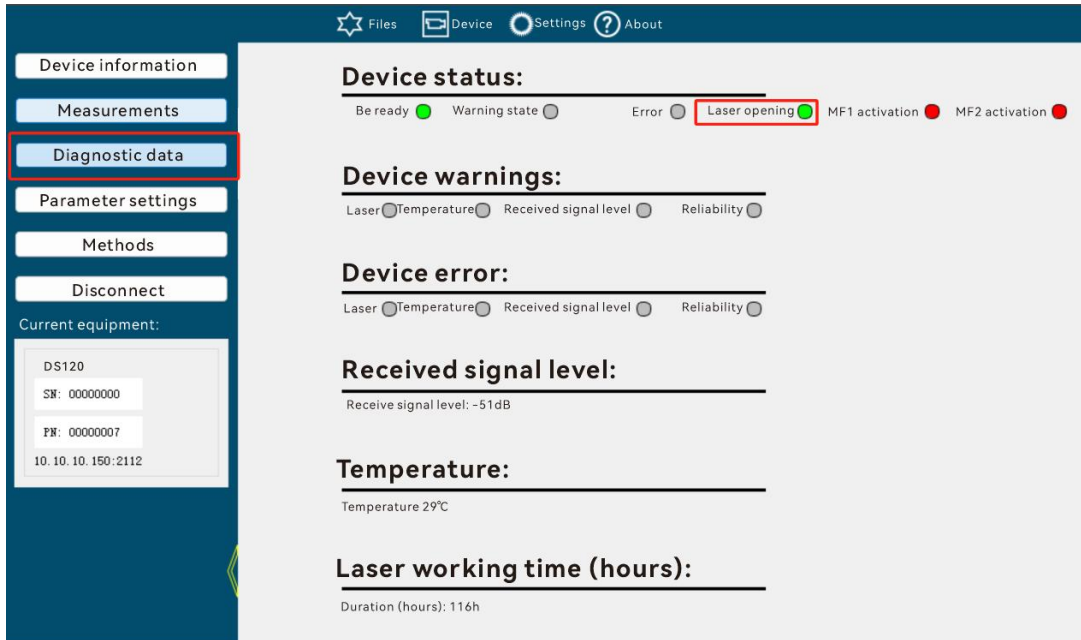 Files Device Settings ? About
Device information
Measurements
Diagnostic data
Parameter settings
Methods
Disconnect
Current equipment:
DS120
SN: 00000000
PN: 00000007
10.10.10.150:2112
Device status:
Be ready Warning state Error Laser opening MF1 activation MF2 activation
Device warnings:
Laser Temperature Received signal level Reliability
Device error:
Laser Temperature Received signal level Reliability
Received signal level:
Receive signal level: -51dB
Temperature:
Temperature 29℃
Laser working time (hours):
Duration (hours): 116h